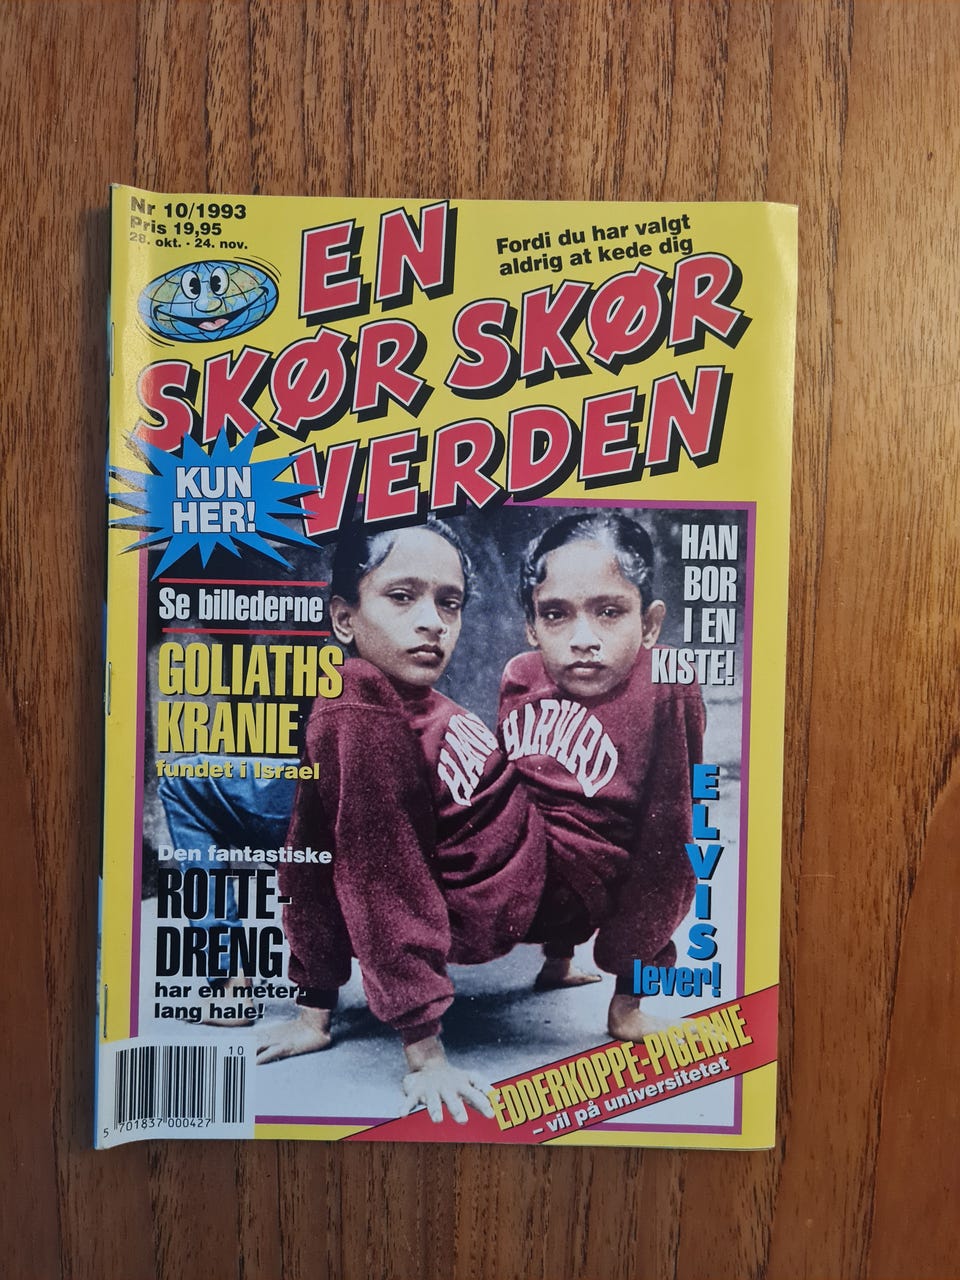 Nr 10/1993
Pris 19,95
28. okt. - 24. nov.
Fordi du har valgt
aldrig at kede dig
EN
SKØR SKØR
VERDEN
KUN
HER!
Se billederne
GOLIATHS
KRANIE
fundet i Israel
Den fantastiske
ROTTE-
DRENG
har en meter-
lang hale!
HAN
BOR
I EN
KISTE!
HARVARD
ELVIS
lever!
EDDERKOPPE-PIGERNE
– vil på universitetet
10
5 701837 000427